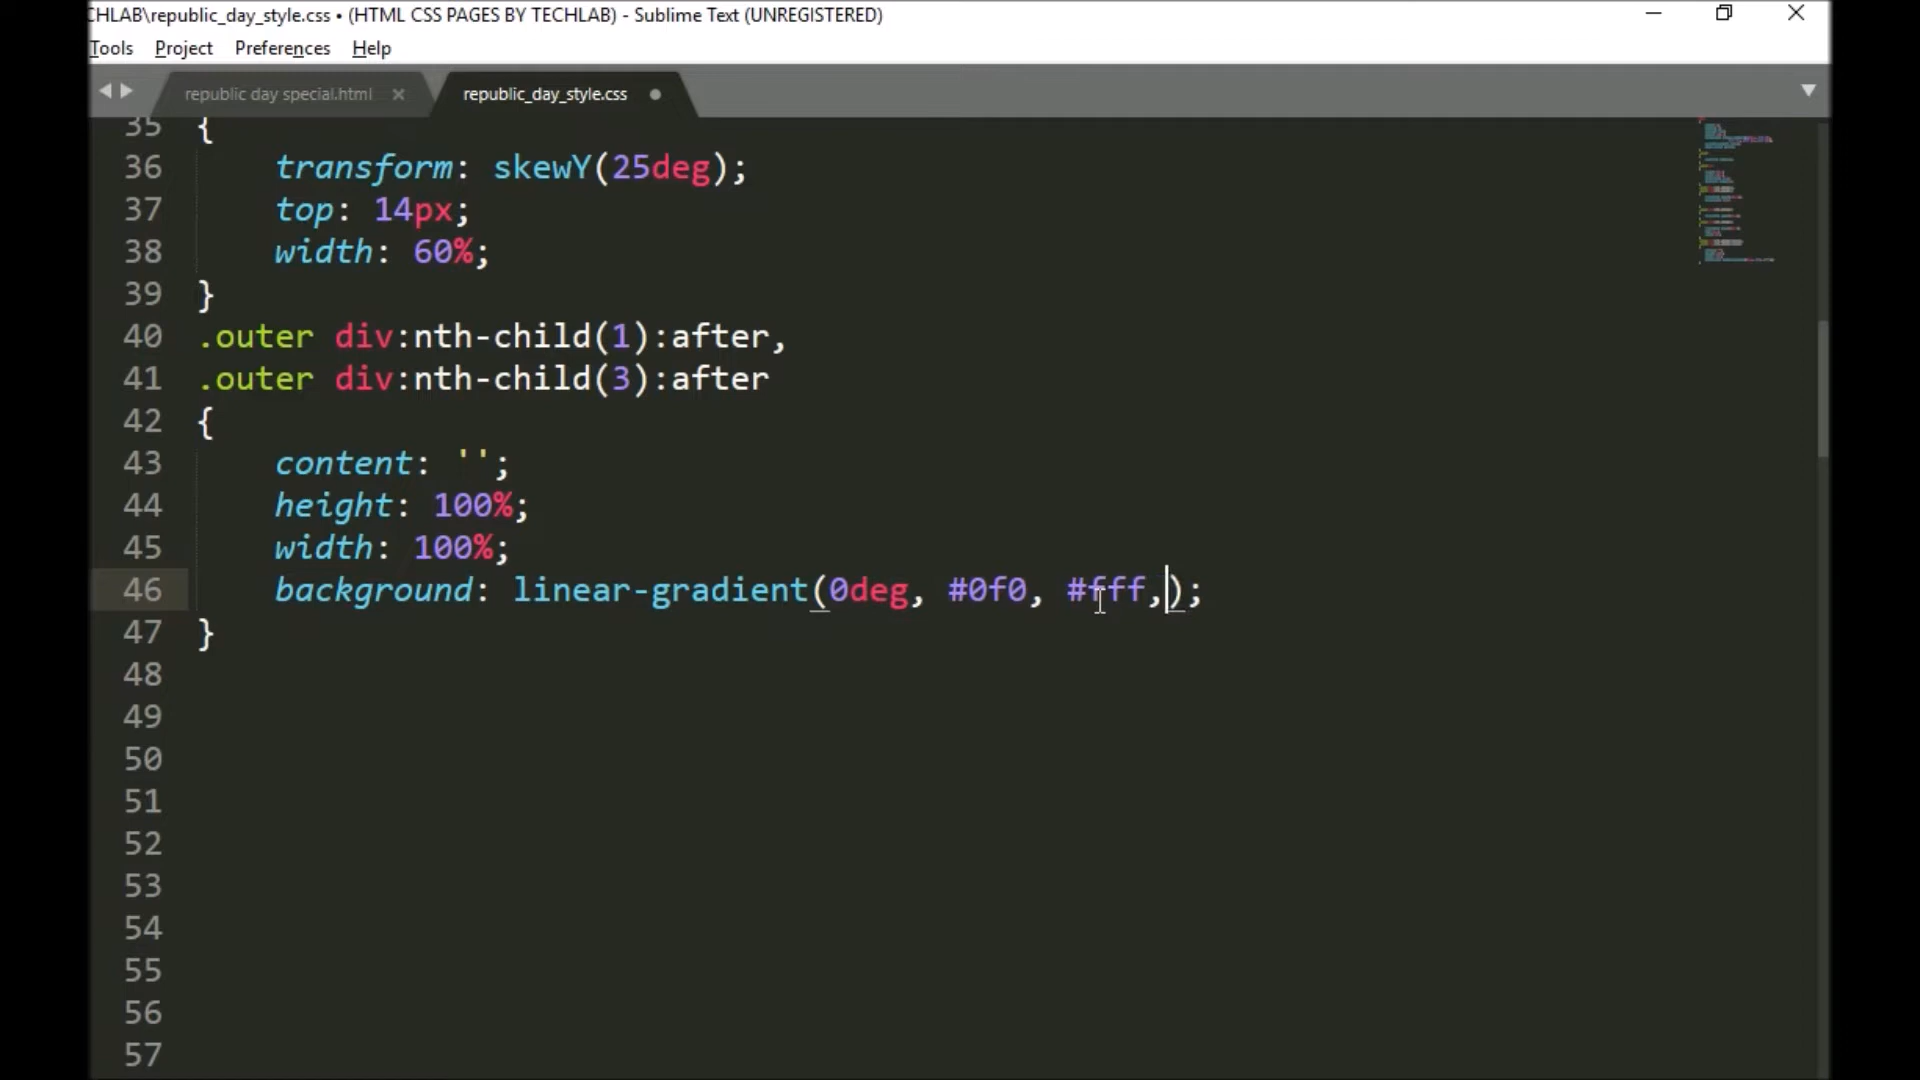 CHLAB\republic_day_style.css • (HTML CSS PAGES BY TECHLAB) - Sublime Text (UNREGISTERED)
Tools Project Preferences Help
republic day special.html republic_day_style.css
35 {
36 transform: skewY(25deg);
37 top: 14px;
38 width: 60%;
39 }
40 .outer div:nth-child(1):after,
41 .outer div:nth-child(3):after
42 {
43 content: '';
44 height: 100%;
45 width: 100%;
46 background: linear-gradient(0deg, #0f0, #fff,);
47 }
48
49
50
51
52
53
54
55
56
57